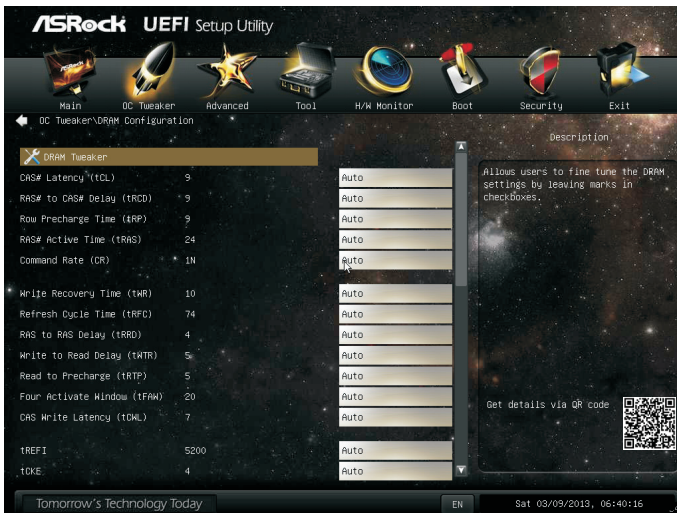 ASRock UEFI Setup Utility
Main OC Tweaker Advanced Tool H/W Monitor Boot Security Exit
OC Tweaker\DRAM Configuration
Description
DRAM Tweaker
Allows users to fine tune the DRAM
settings by leaving marks in
checkboxes.
CAS# Latency (tCL) 9 Auto
RAS# to CAS# Delay (tRCD) 9 Auto
Row Precharge Time (tRP) 9 Auto
RAS# Active Time (tRAS) 24 Auto
Command Rate (CR) 1N Auto
Write Recovery Time (tWR) 10 Auto
Refresh Cycle Time (tRFC) 74 Auto
RAS to RAS Delay (tRRD) 4 Auto
Write to Read Delay (tWTR) 5 Auto
Read to Precharge (tRTP) 5 Auto
Four Activate Window (tFAW) 20 Auto
CAS Write Latency (tCWL) 7 Auto
Get details via QR code
tREFI 5200 Auto
tCKE 4 Auto
Tomorrow's Technology Today
EN
Sat 03/09/2013, 06:40:16